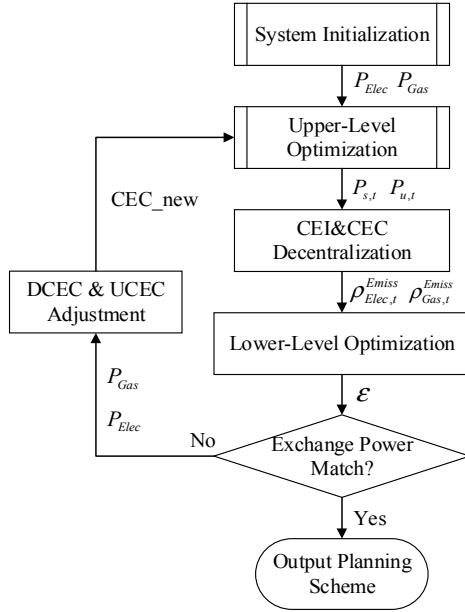 System Initialization
P_Elec P_Gas
Upper-Level
Optimization
P_s,t P_u,t
CEC_new
CEI&CEC
Decentralization
DCEC & UCEC
Adjustment
ρ^Emiss_Elec,t ρ^Emiss_Gas,t
Lower-Level Optimization
P_Gas
ε
P_Elec
No
Exchange Power
Match?
Yes
Output Planning
Scheme